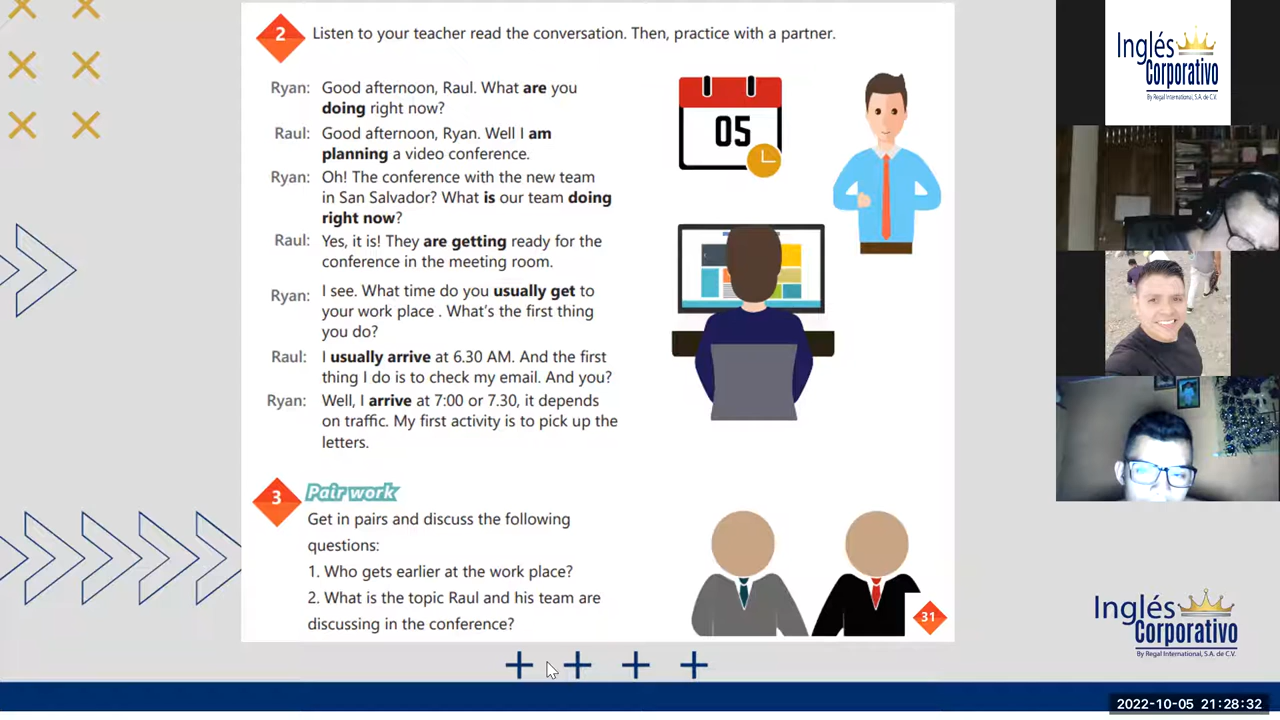 2 Listen to your teacher read the conversation. Then, practice with a partner.
Ryan: Good afternoon, Raul. What are you
doing right now?
Raul: Good afternoon, Ryan. Well I am
planning a video conference.
Ryan: Oh! The conference with the new team
in San Salvador? What is our team doing
right now?
Raul: Yes, it is! They are getting ready for the
conference in the meeting room.
Ryan: I see. What time do you usually get to
your work place . What's the first thing
you do?
Raul: I usually arrive at 6.30 AM. And the first
thing I do is to check my email. And you?
Ryan: Well, I arrive at 7:00 or 7.30, it depends
on traffic. My first activity is to pick up the
letters.
05
3 Pair work
Get in pairs and discuss the following
questions:
1. Who gets earlier at the work place?
2. What is the topic Raul and his team are
discussing in the conference?
31
Inglés
Corporativo
By Regal International, S.A. de C.V.
Inglés
Corporativo
By Regal International, S.A. de C.V.
2022-10-05 21:28:32